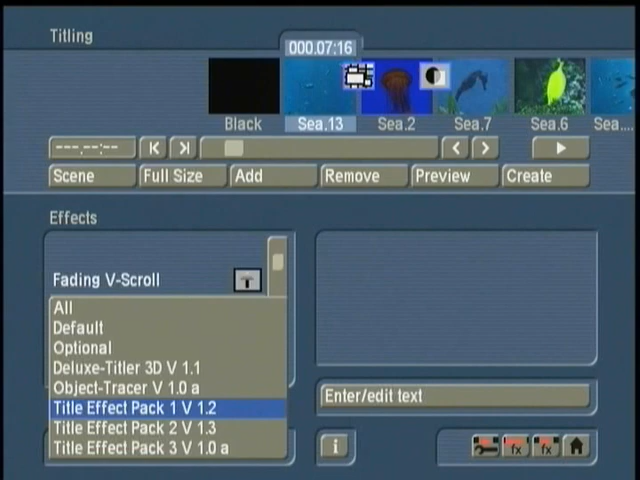 Titling
000.07:16
Black Sea.13 Sea.2 Sea.7 Sea.6 Sea....
---.--:--
Scene Full Size Add Remove Preview Create
Effects
Fading V-Scroll
All
Default
Optional
Deluxe-Titler 3D V 1.1
Object-Tracer V 1.0 a
Title Effect Pack 1 V 1.2
Title Effect Pack 2 V 1.3
Title Effect Pack 3 V 1.0 a
Enter/edit text
i
fx fx